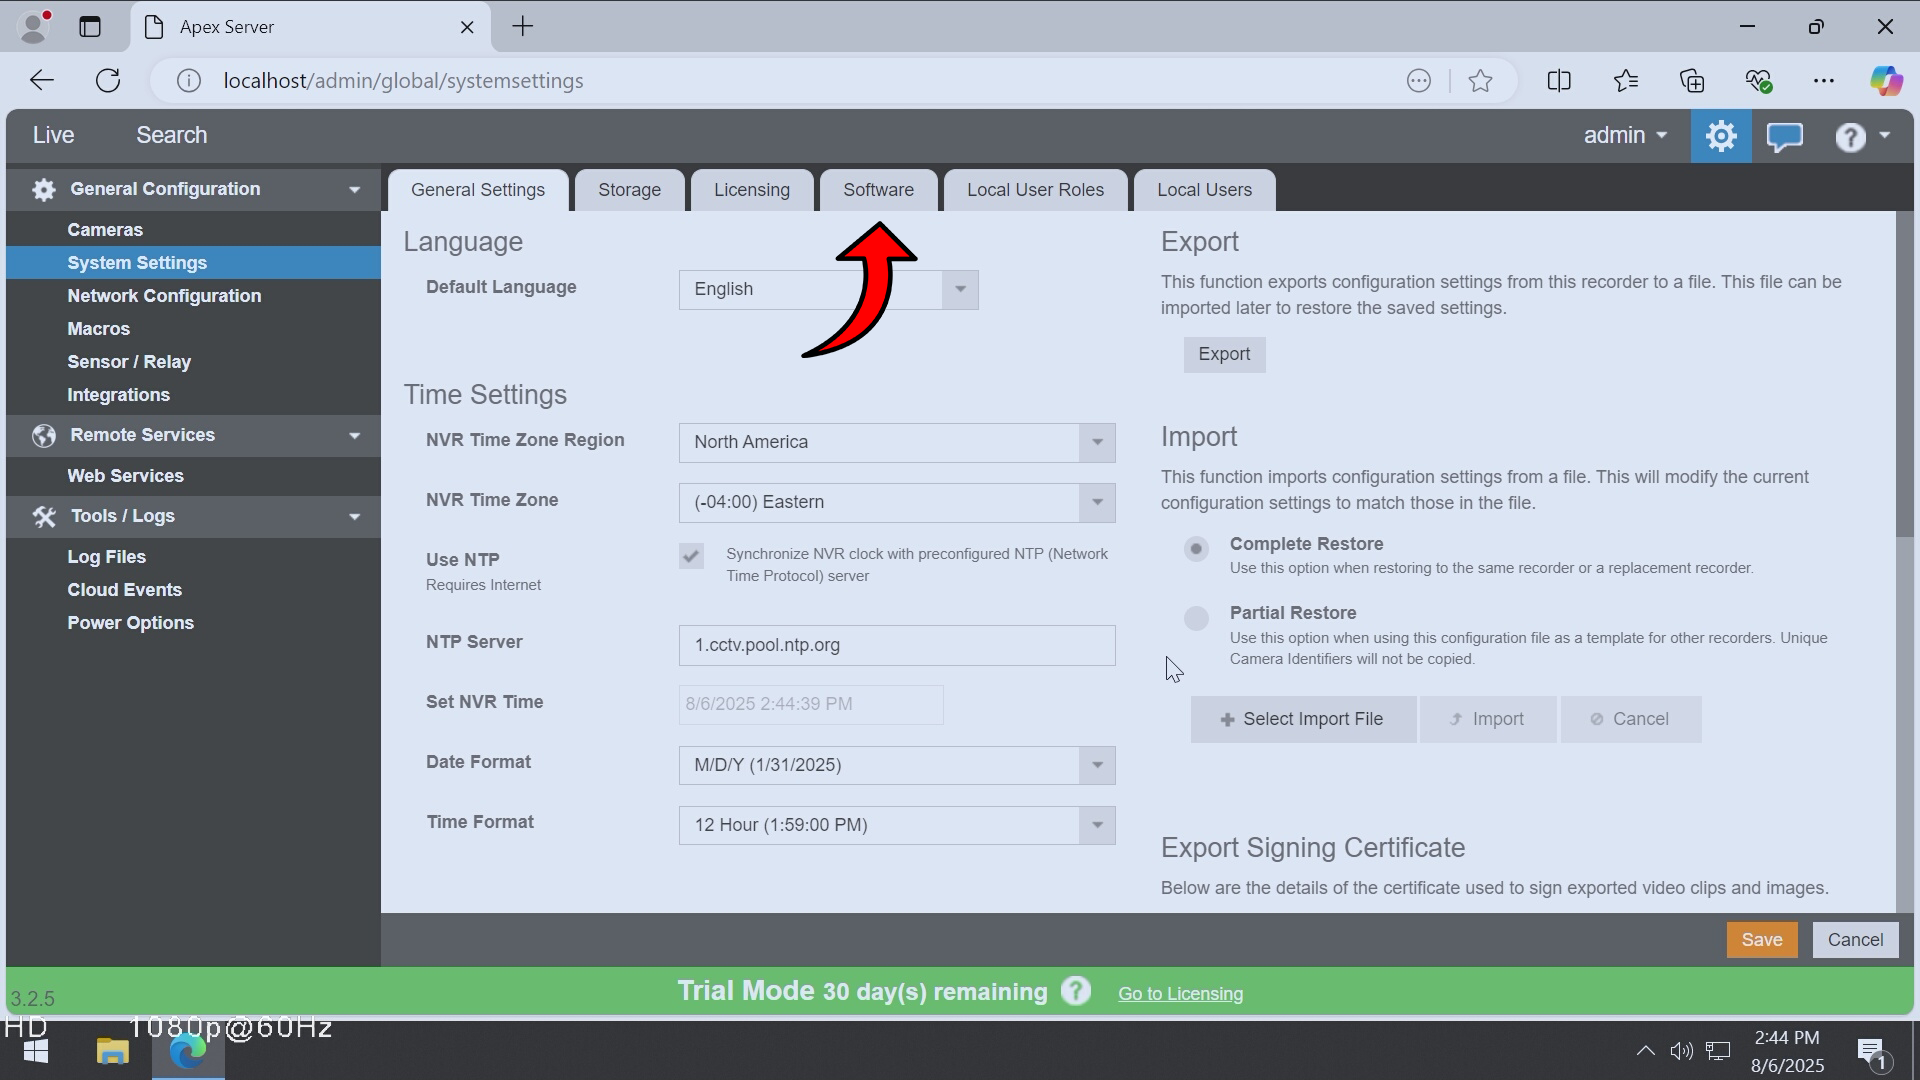 Apex Server
localhost/admin/global/systemsettings
Live Search admin
General Configuration
Cameras
System Settings
Network Configuration
Macros
Sensor / Relay
Integrations
Remote Services
Web Services
Tools / Logs
Log Files
Cloud Events
Power Options
General Settings Storage Licensing Software Local User Roles Local Users
Language
Default Language English
Time Settings
NVR Time Zone Region North America
NVR Time Zone (-04:00) Eastern
Use NTP
Requires Internet
Synchronize NVR clock with preconfigured NTP (Network
Time Protocol) server
NTP Server 1.cctv.pool.ntp.org
Set NVR Time 8/6/2025 2:44:39 PM
Date Format M/D/Y (1/31/2025)
Time Format 12 Hour (1:59:00 PM)
Export
This function exports configuration settings from this recorder to a file. This file can be
imported later to restore the saved settings.
Export
Import
This function imports configuration settings from a file. This will modify the current
configuration settings to match those in the file.
Complete Restore
Use this option when restoring to the same recorder or a replacement recorder.
Partial Restore
Use this option when using this configuration file as a template for other recorders. Unique
Camera Identifiers will not be copied.
Select Import File Import Cancel
Export Signing Certificate
Below are the details of the certificate used to sign exported video clips and images.
Save Cancel
Trial Mode 30 day(s) remaining ? Go to Licensing
3.2.5
HD 1080p@60Hz
2:44 PM
8/6/2025
1